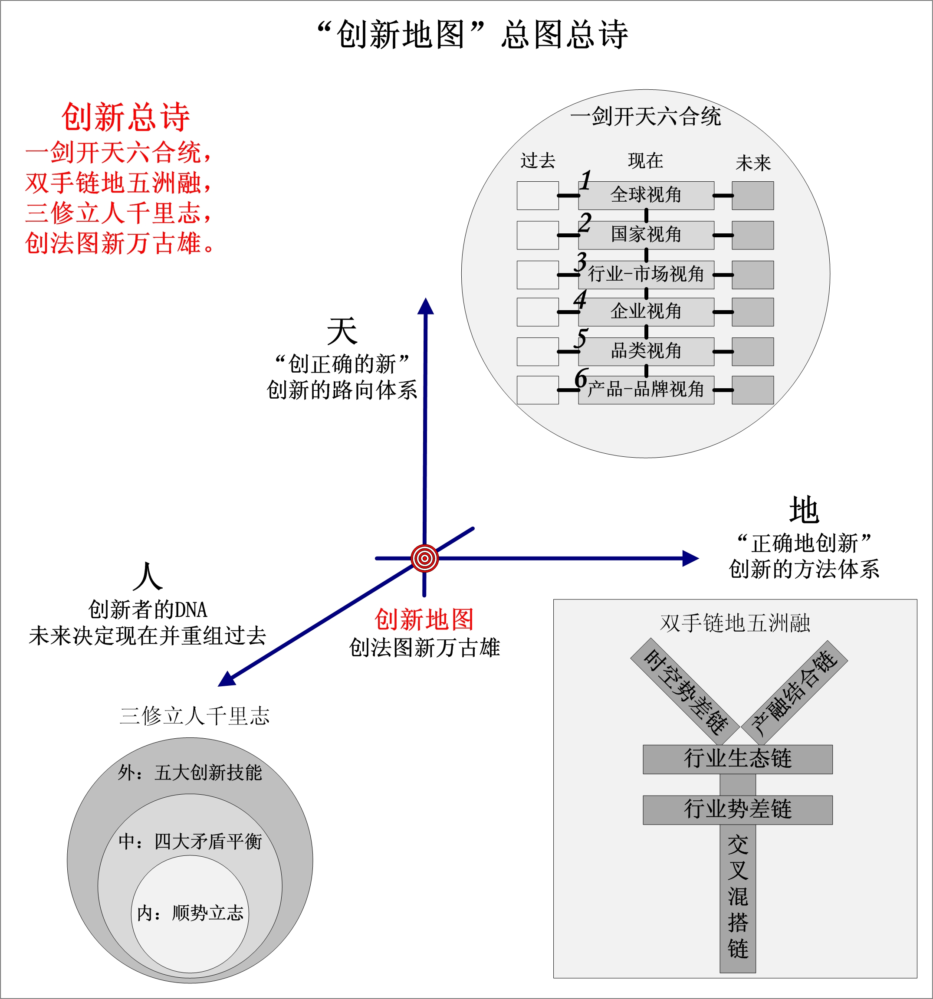 “创新地图”总图总诗
创新总诗
一剑开天六合统，
双手链地五洲融，
三修立人千里志，
创法图新万古雄。
一剑开天六合统
过去
现在
未来
1
全球视角
2
国家视角
3
行业-市场视角
4
企业视角
5
品类视角
6
产品-品牌视角
天
“创正确的新”
创新的路向体系
地
“正确地创新”
创新的方法体系
人
创新者的DNA
未来决定现在并重组过去
创新地图
创法图新万古雄
双手链地五洲融
时空势差链
产融结合链
行业生态链
行业势差链
交叉混搭链
三修立人千里志
外：五大创新技能
中：四大矛盾平衡
内：顺势立志